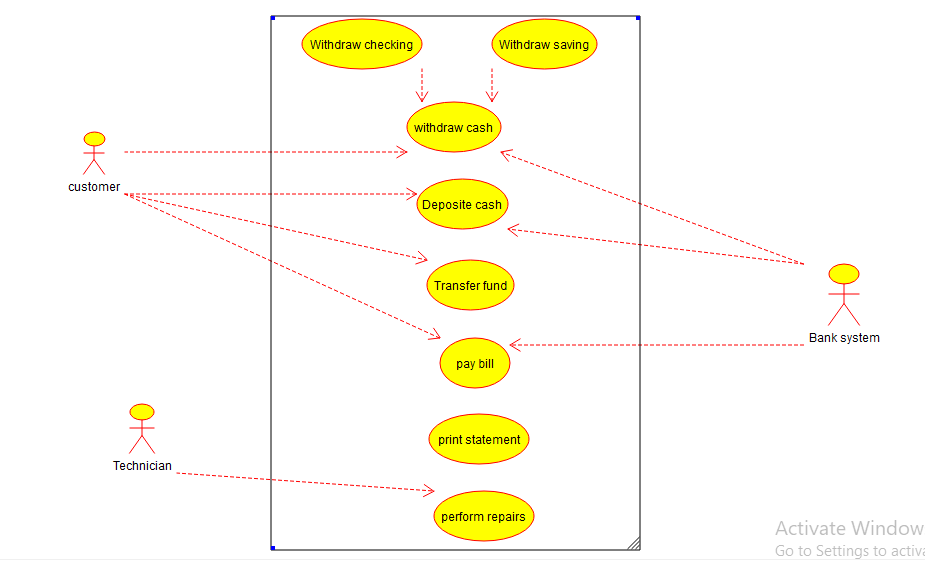 Withdraw checking
Withdraw saving
withdraw cash
customer
Deposite cash
Transfer fund
Bank system
pay bill
print statement
Technician
perform repairs
Activate Window
Go to Settings to activa